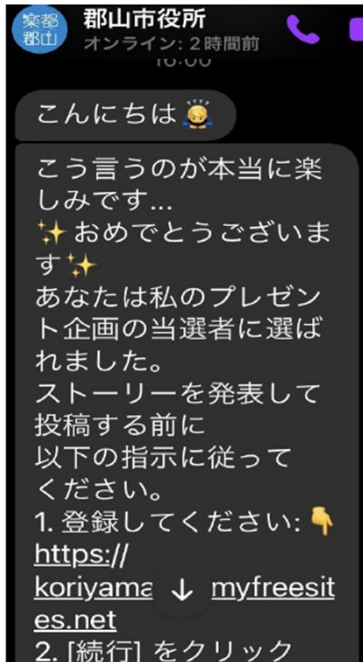 楽都
郡山
郡山市役所
オンライン: 2時間前
16:00
こんにちは🙇
こう言うのが本当に楽
しみです...
✨おめでとうございま
す✨
あなたは私のプレゼン
ト企画の当選者に選ば
れました。
ストーリーを発表して
投稿する前に
以下の指示に従って
ください。
1. 登録してください: 👇
https://
koriyama myfreesit
es.net
2. [続行] をクリック